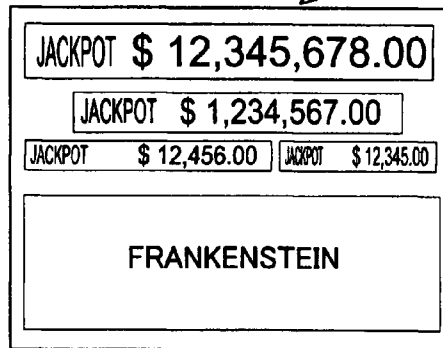 JACKPOT $ 12,345,678.00
JACKPOT $ 1,234,567.00
JACKPOT $ 12,456.00 JACKPOT $ 12,345.00
FRANKENSTEIN